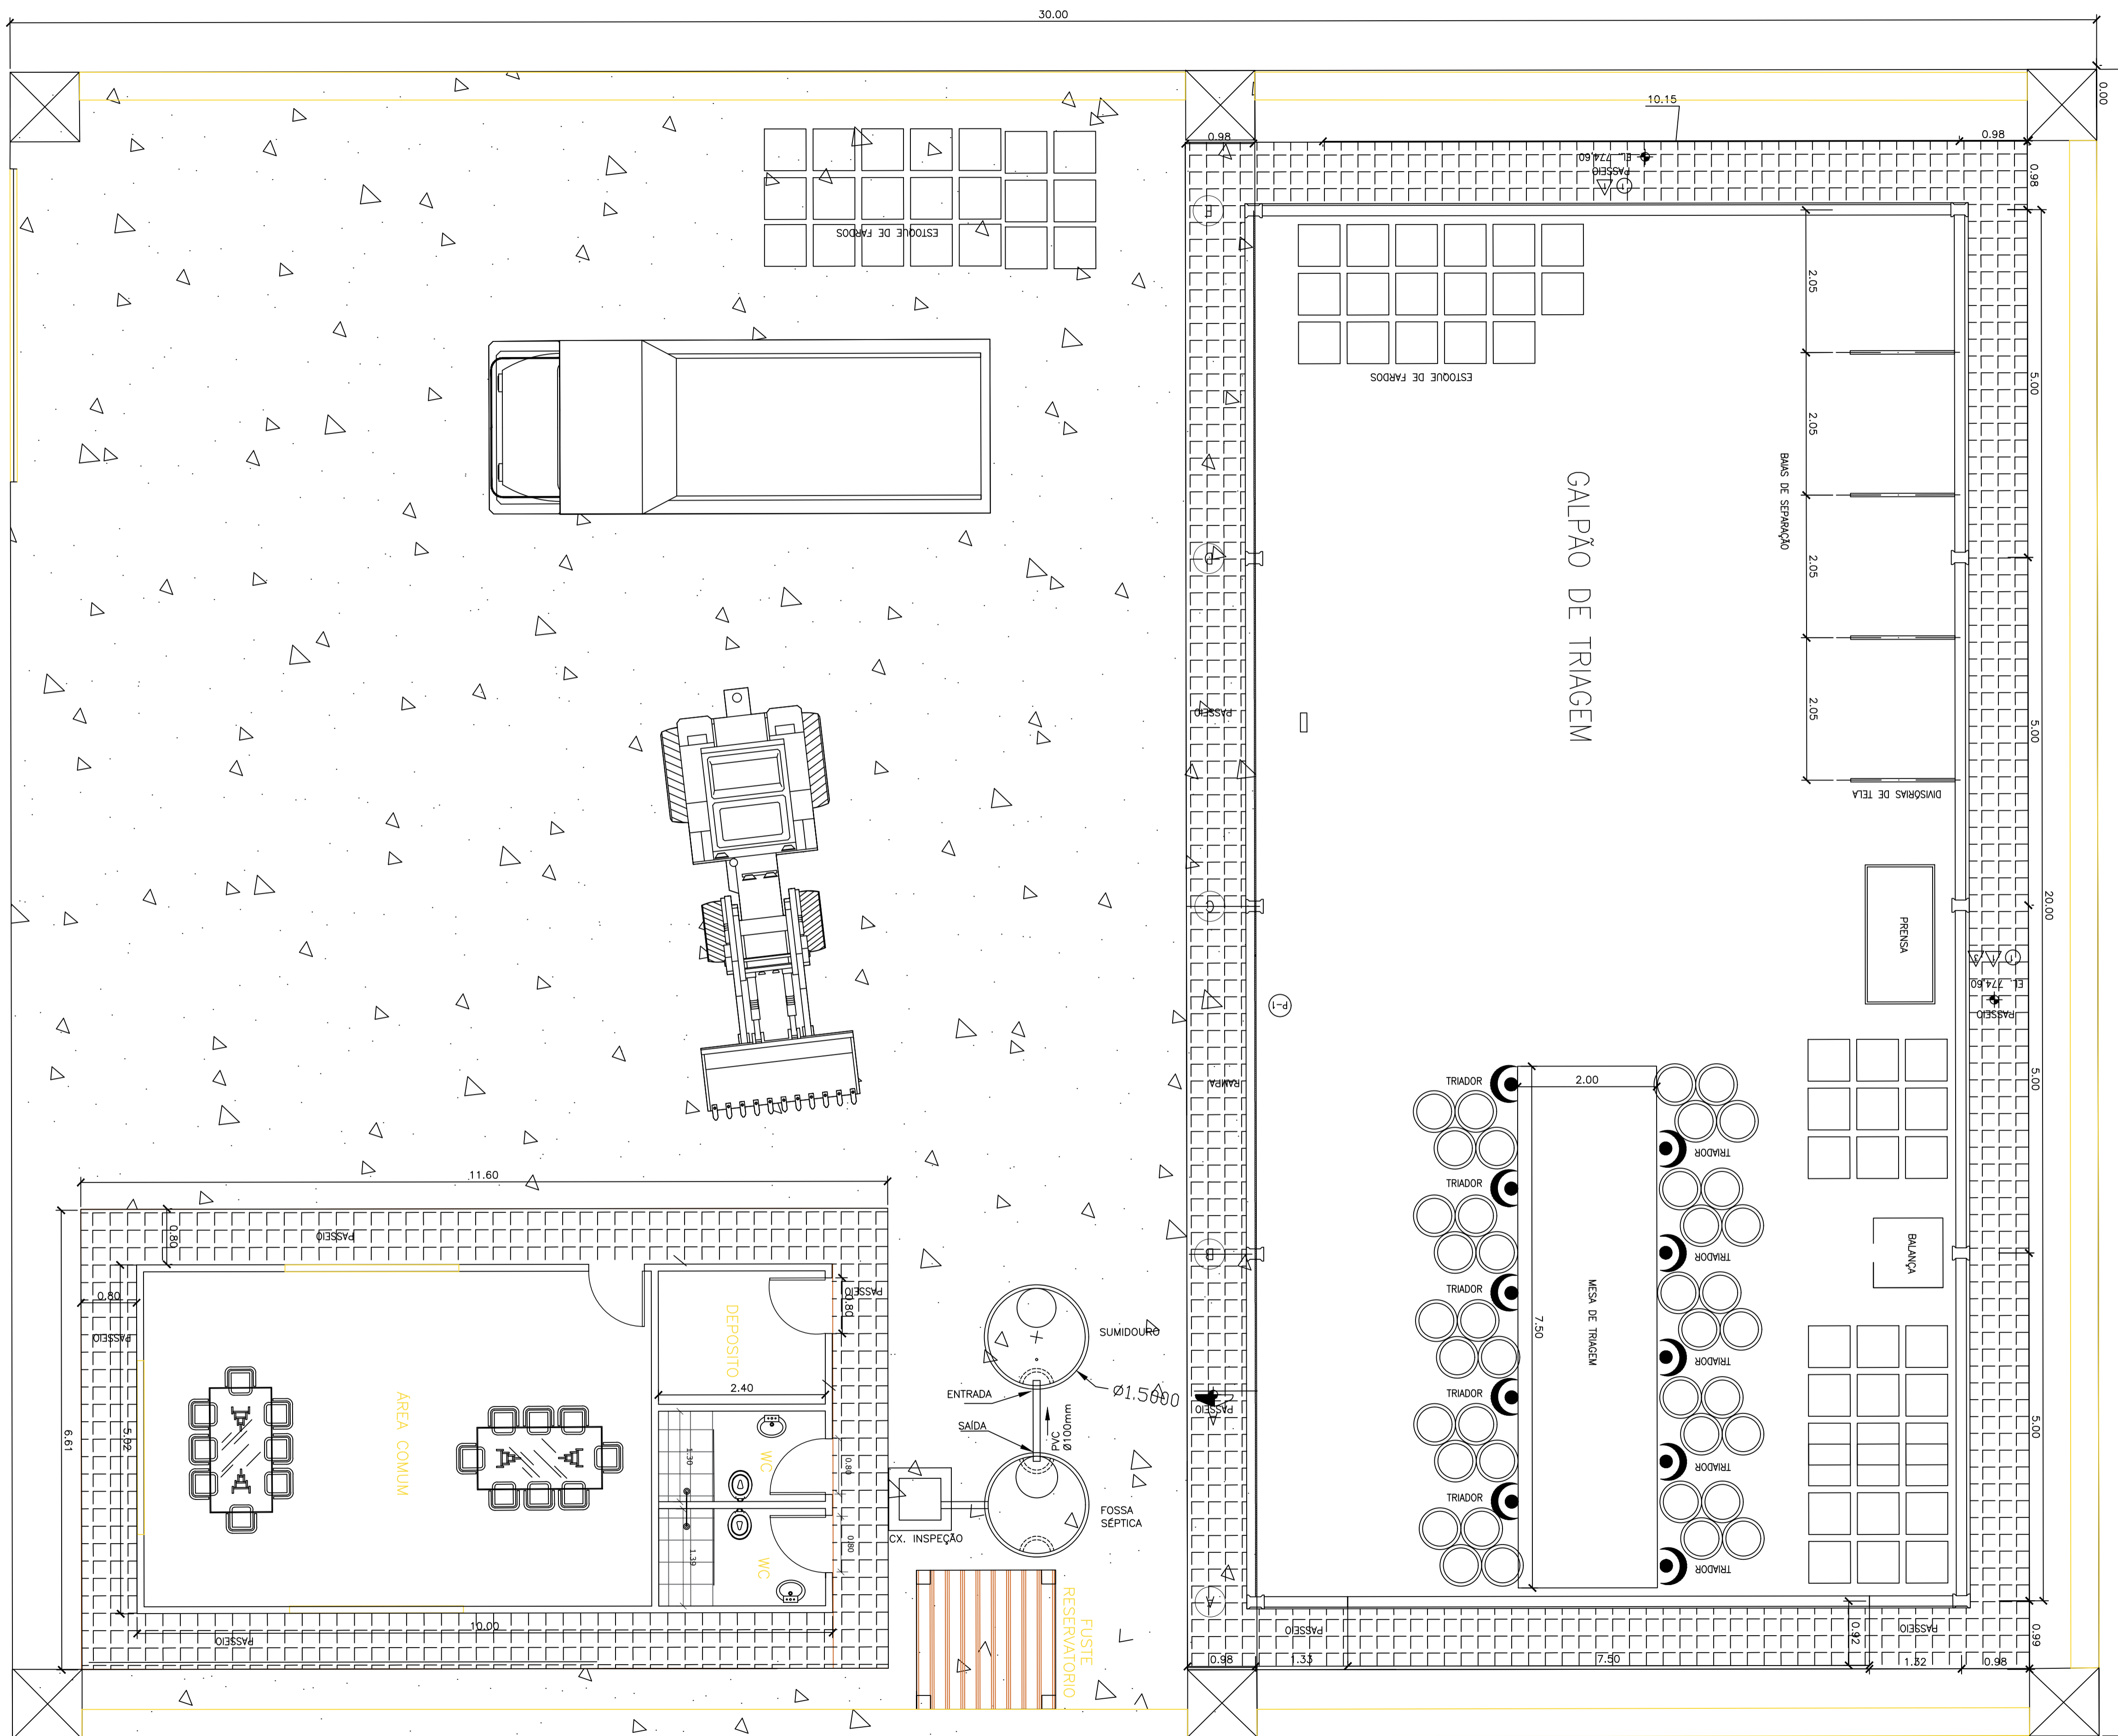 30.00
0.00
10.15
0.98
0.98
0.98
EL. 774,60
PASSEIO
1
1
E
ESTOQUE DE FARDOS
ESTOQUE DE FARDOS
2.05
5.00
2.05
BAIAS DE SEPARAÇÃO
GALPÃO DE TRIAGEM
D
2.05
2.05
5.00
PASSEIO
DIVISÓRIAS DE TELA
20.00
C
PRENSA
1
1
3
EL. 774,60
PASSEIO
P-1
RAMPA
5.00
2.00
TRIADOR
TRIADOR
TRIADOR
TRIADOR
TRIADOR
TRIADOR
TRIADOR
TRIADOR
TRIADOR
TRIADOR
MESA DE TRIAGEM
7.50
BALANÇA
B
5.00
PASSEIO
A
11.60
0.80
PASSEIO
0.80
PASSEIO
PASSEIO
0.80
DEPOSITO
2.40
ÁREA COMUM
6.61
5.02
WC
1.30
0.80
WC
1.39
0.80
10.00
PASSEIO
SUMIDOURO
ENTRADA
Ø1.5000
SAÍDA
PVC
Ø100mm
FOSSA
SÉPTICA
CX. INSPEÇÃO
FUSTE
RESERVATORIO
PASSEIO
0.92
PASSEIO
0.99
0.98
1.33
7.50
1.32
0.98